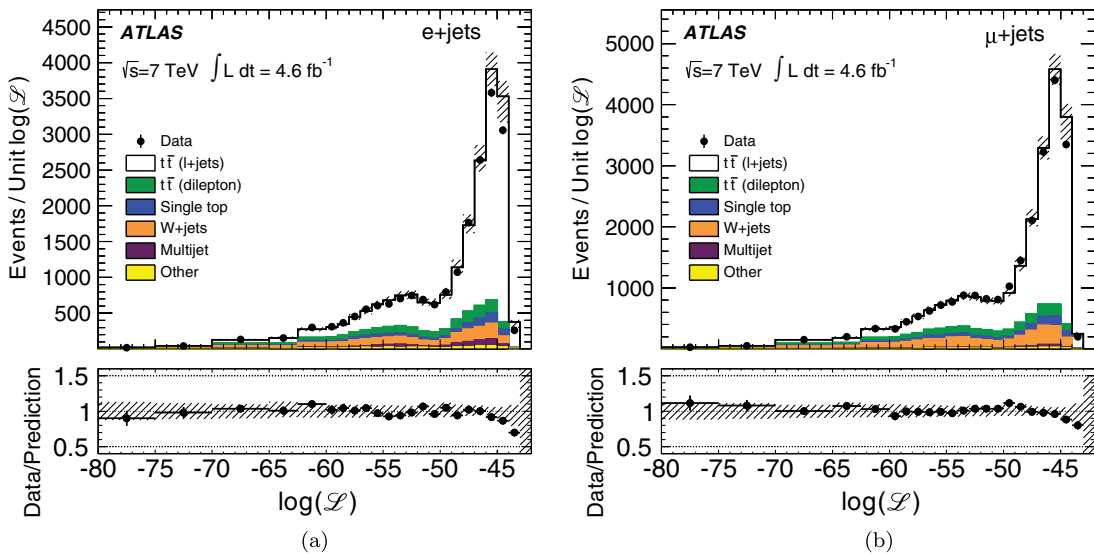 ATLAS e+jets
√s=7 TeV ∫ L dt = 4.6 fb⁻¹
Data
tt̄ (l+jets)
tt̄ (dilepton)
Single top
W+jets
Multijet
Other
Events / Unit log(ℒ)
4500
4000
3500
3000
2500
2000
1500
1000
500
Data/Prediction
1.5
1
0.5
-80 -75 -70 -65 -60 -55 -50 -45
log(ℒ)
(a)
ATLAS μ+jets
√s=7 TeV ∫ L dt = 4.6 fb⁻¹
Data
tt̄ (l+jets)
tt̄ (dilepton)
Single top
W+jets
Multijet
Other
Events / Unit log(ℒ)
5000
4000
3000
2000
1000
Data/Prediction
1.5
1
0.5
-80 -75 -70 -65 -60 -55 -50 -45
log(ℒ)
(b)